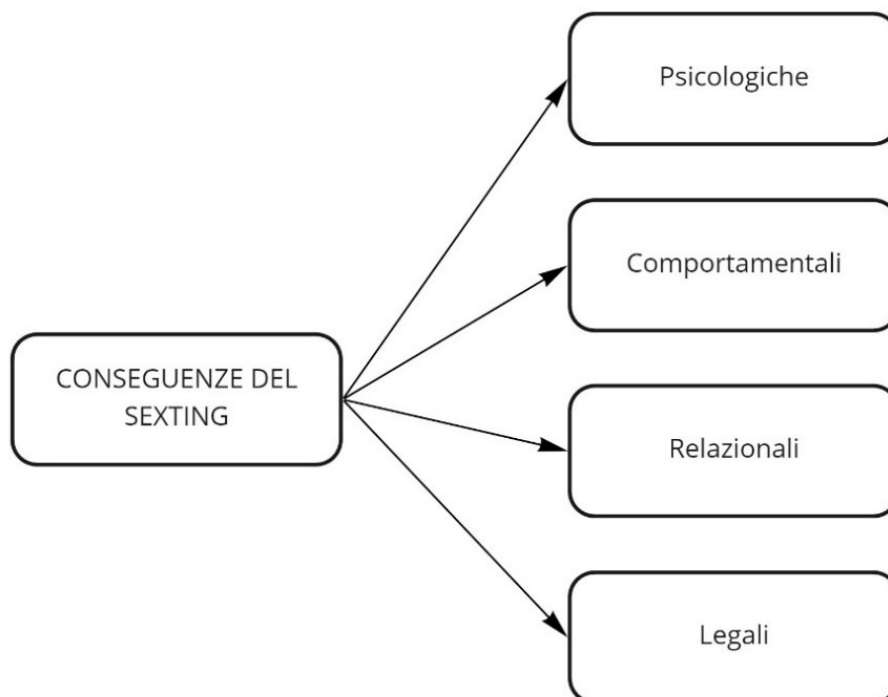 Psicologiche
Comportamentali
CONSEGUENZE DEL
SEXTING
Relazionali
Legali